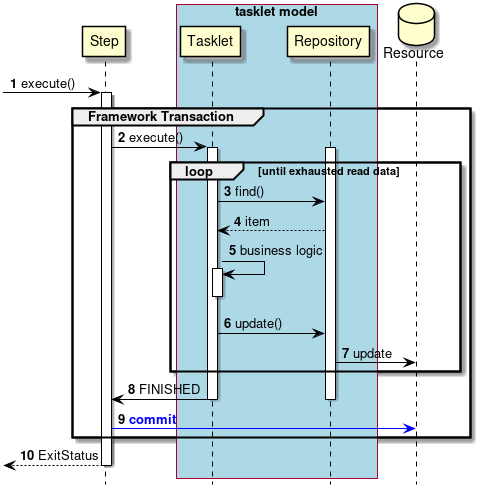 tasklet model
Step
Tasklet
Repository
Resource
1 execute()
Framework Transaction
2 execute()
loop
[until exhausted read data]
3 find()
4 item
5 business logic
6 update()
7 update
8 FINISHED
9 commit
10 ExitStatus